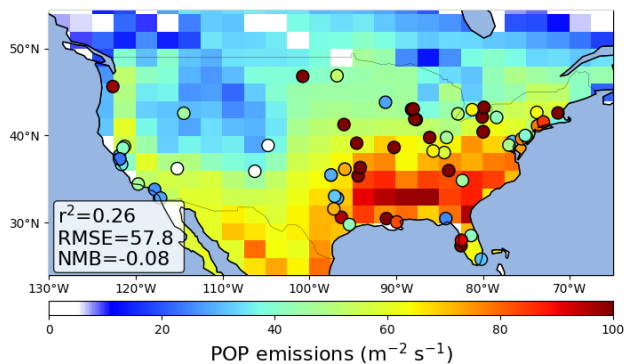 50°N
40°N
30°N
r²=0.26
RMSE=57.8
NMB=-0.08
130°W 120°W 110°W 100°W 90°W 80°W 70°W
0 20 40 60 80 100
POP emissions (m⁻² s⁻¹)